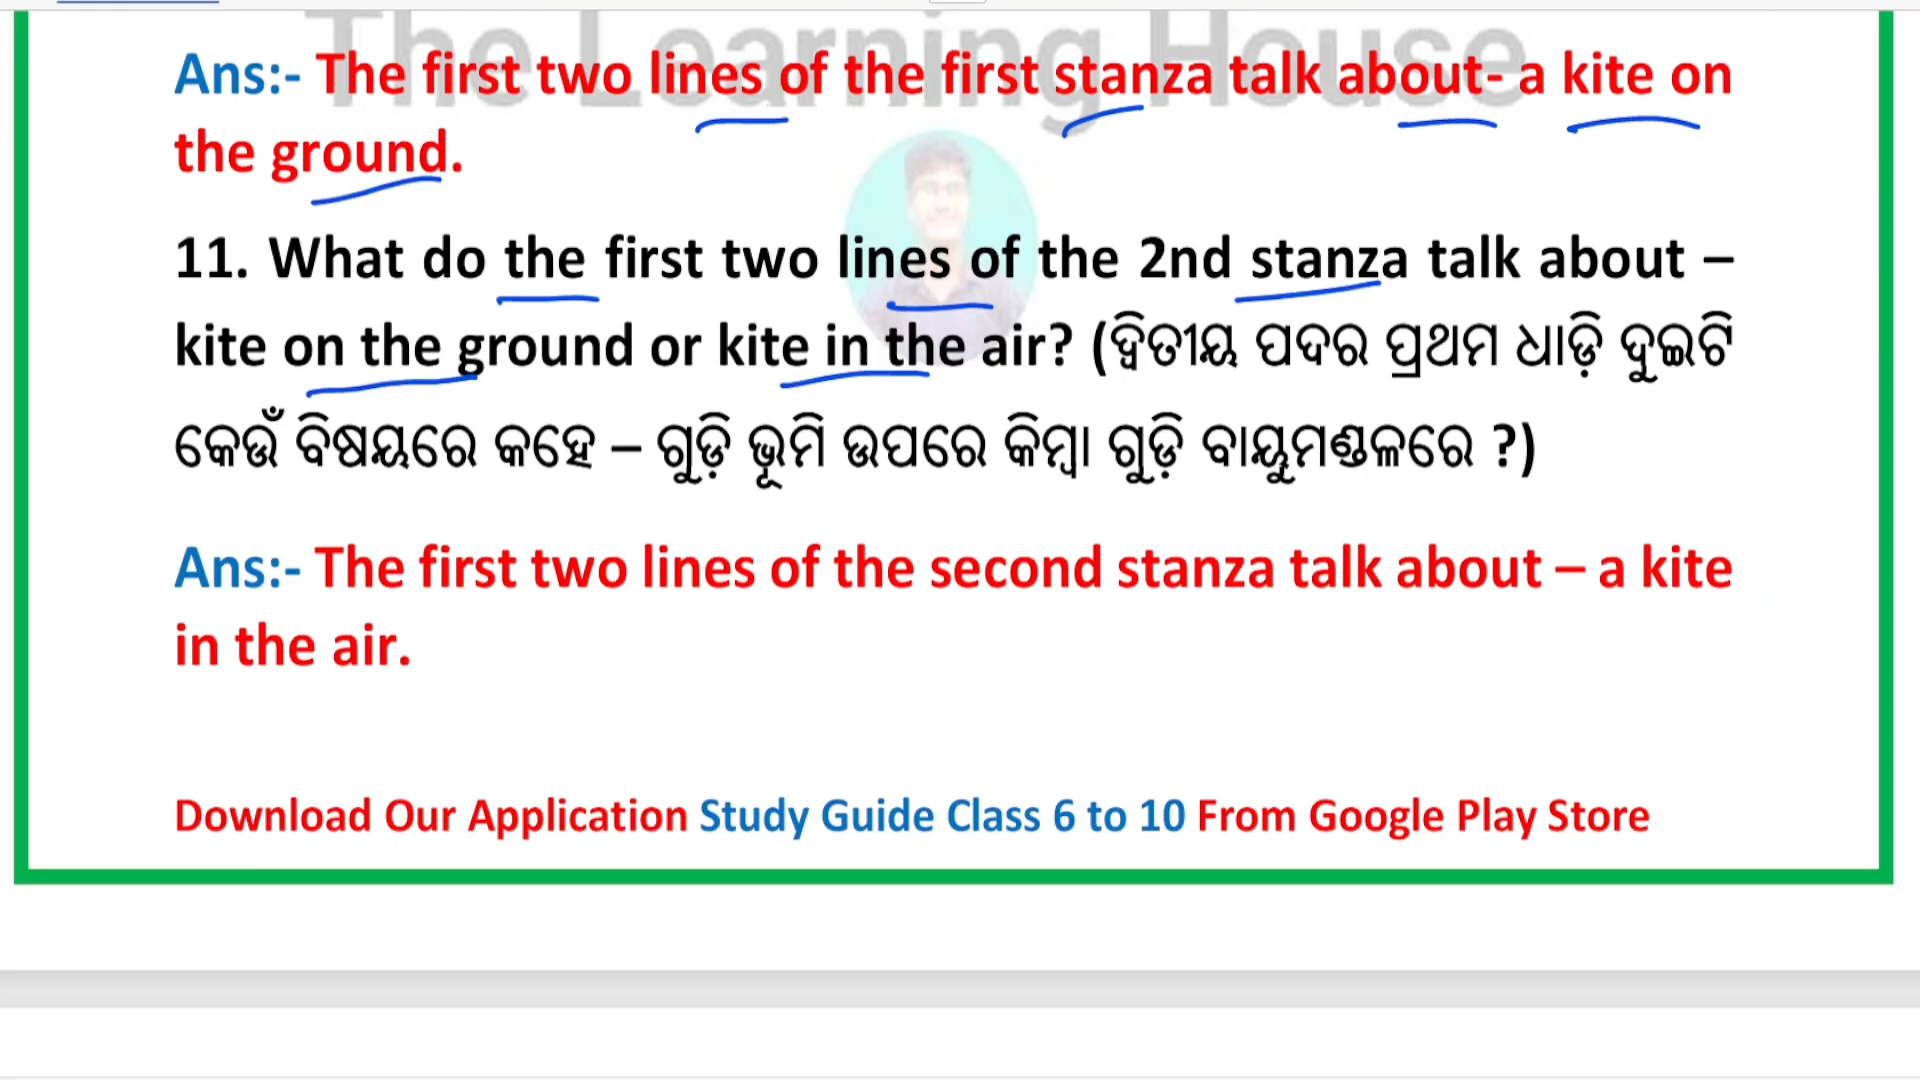 The Learning House
Ans:- The first two lines of the first stanza talk about- a kite on
the ground.
11. What do the first two lines of the 2nd stanza talk about –
kite on the ground or kite in the air? (ଦ୍ୱିତୀୟ ପଦର ପ୍ରଥମ ଧାଡ଼ି ଦୁଇଟି
କେଉଁ ବିଷୟରେ କହେ – ଗୁଡ଼ି ଭୂମି ଉପରେ କିମ୍ବା ଗୁଡ଼ି ବାୟୁମଣ୍ଡଳରେ ?)
Ans:- The first two lines of the second stanza talk about – a kite
in the air.
Download Our Application Study Guide Class 6 to 10 From Google Play Store